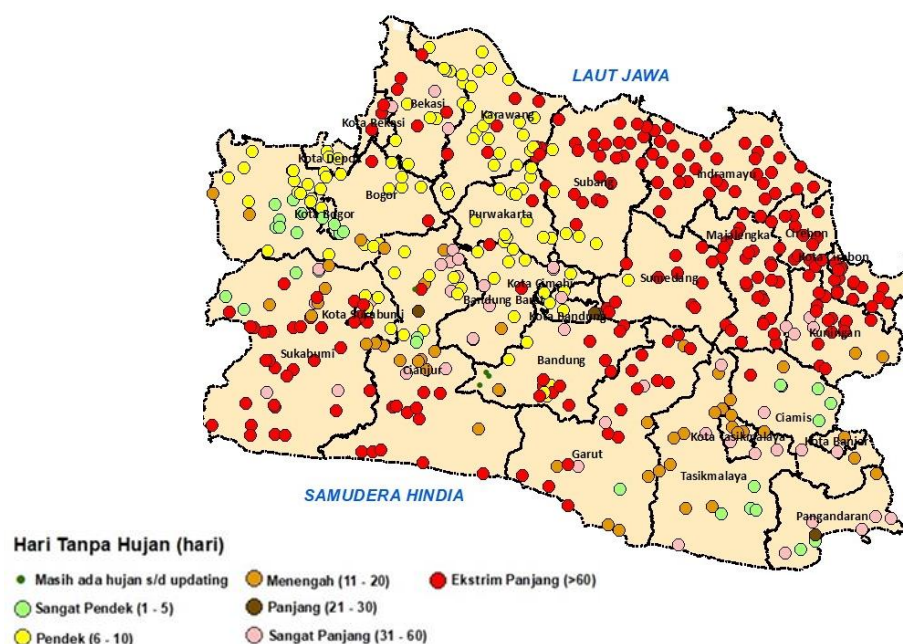 LAUT JAWA
Bekasi
Kota Bekasi
Karawang
Kota Depok
Bogor
Kota Bogor
Subang
Indramayu
Purwakarta
Majalengka
Cirebon
Kota Cirebon
Sumedang
Kota Cimahi
Bandung Barat
Kota Bandung
Kota Sukabumi
Kuningan
Sukabumi
Cianjur
Bandung
Ciamis
Kota Tasikmalaya
Kota Banjar
Garut
Tasikmalaya
SAMUDERA HINDIA
Pangandaran
Hari Tanpa Hujan (hari)
Masih ada hujan s/d updating
Menengah (11 - 20)
Ekstrim Panjang (>60)
Sangat Pendek (1 - 5)
Panjang (21 - 30)
Pendek (6 - 10)
Sangat Panjang (31 - 60)